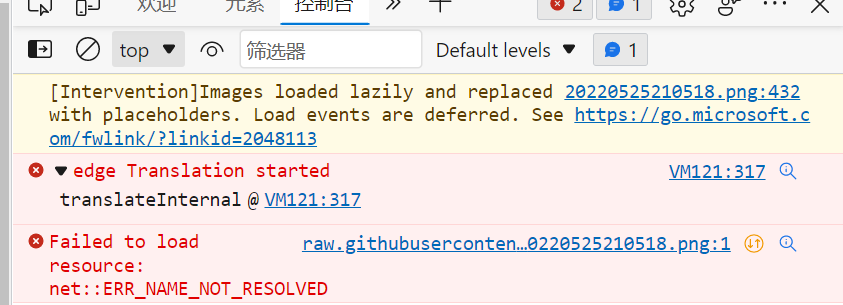 欢迎 元素 控制台 2 1
top 筛选器 Default levels 1
[Intervention]Images loaded lazily and replaced 20220525210518.png:432
with placeholders. Load events are deferred. See https://go.microsoft.c
om/fwlink/?linkid=2048113
edge Translation started VM121:317
translateInternal @ VM121:317
Failed to load raw.githubuserconten…0220525210518.png:1
resource:
net::ERR_NAME_NOT_RESOLVED